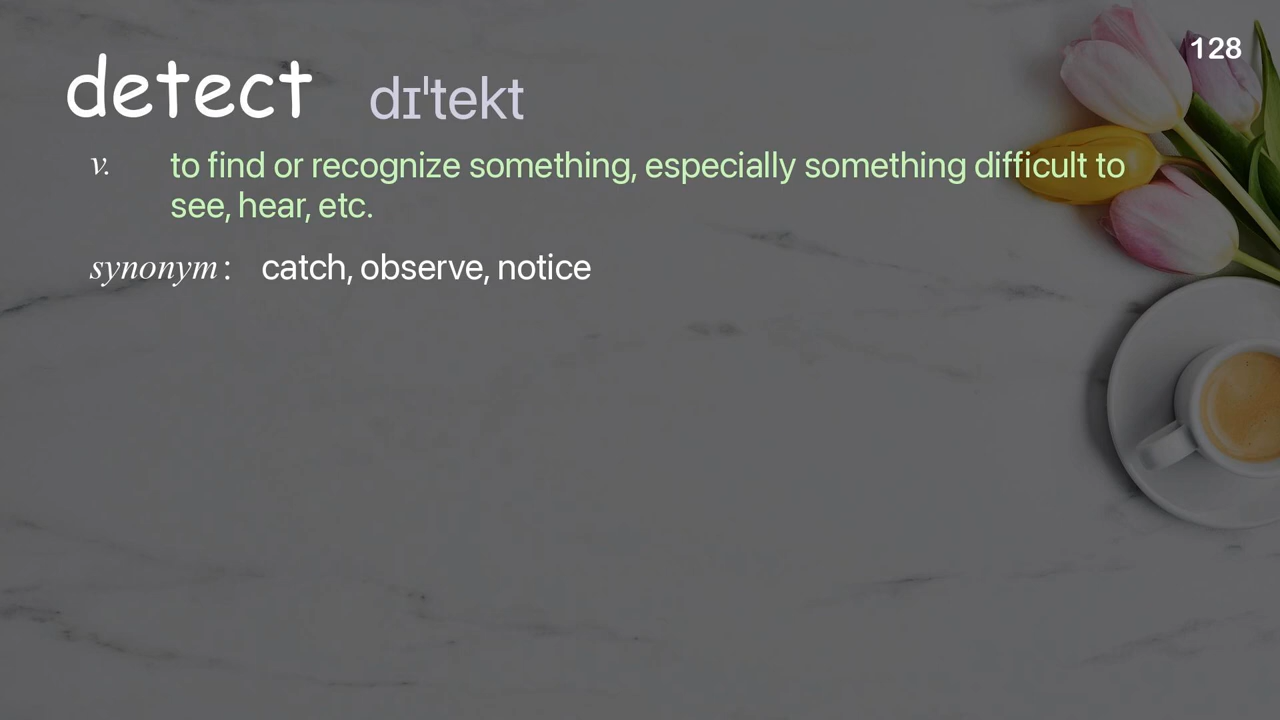 128
detect dɪˈtekt
v. to find or recognize something, especially something difficult to
see, hear, etc.
synonym : catch, observe, notice